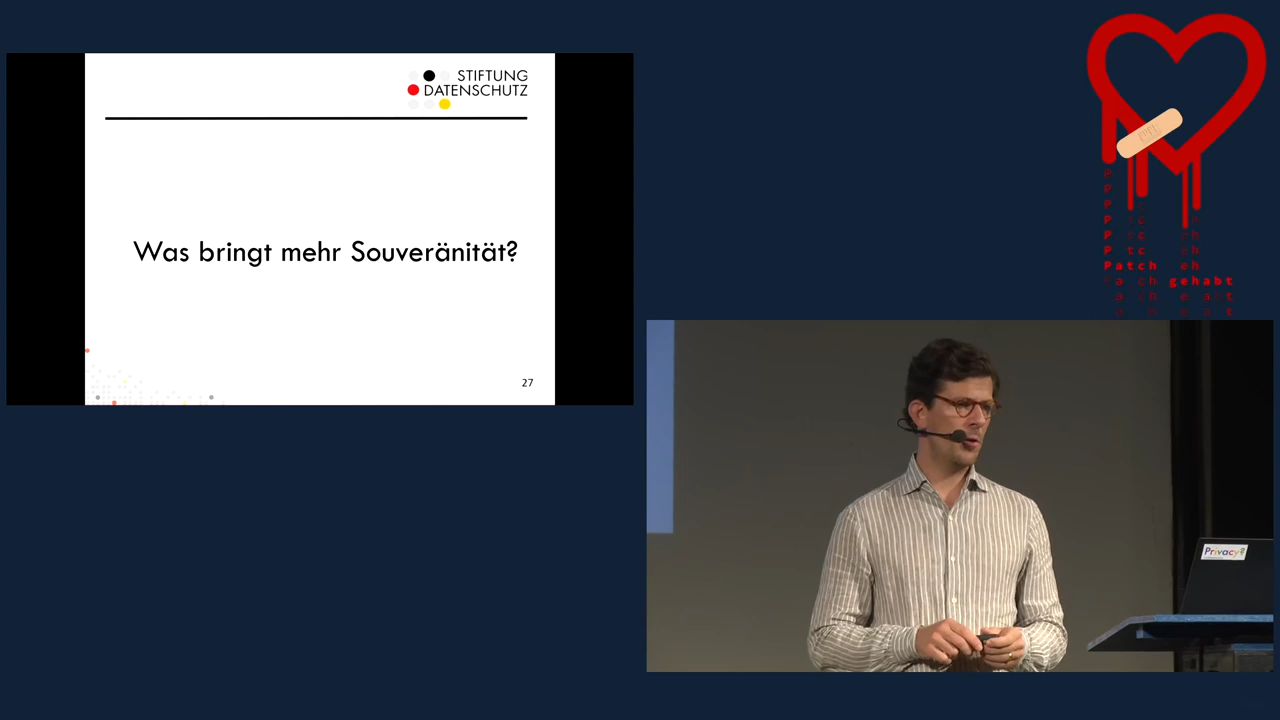 STIFTUNG
DATENSCHUTZ
Was bringt mehr Souveränität?
27
Patch
gehabt
Privacy